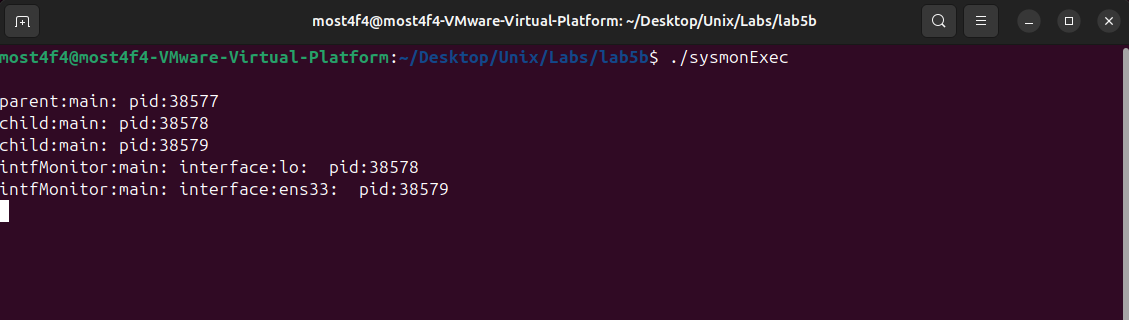 most4f4@most4f4-VMware-Virtual-Platform: ~/Desktop/Unix/Labs/lab5b
most4f4@most4f4-VMware-Virtual-Platform:~/Desktop/Unix/Labs/lab5b$ ./sysmonExec
parent:main: pid:38577
child:main: pid:38578
child:main: pid:38579
intfMonitor:main: interface:lo:  pid:38578
intfMonitor:main: interface:ens33:  pid:38579